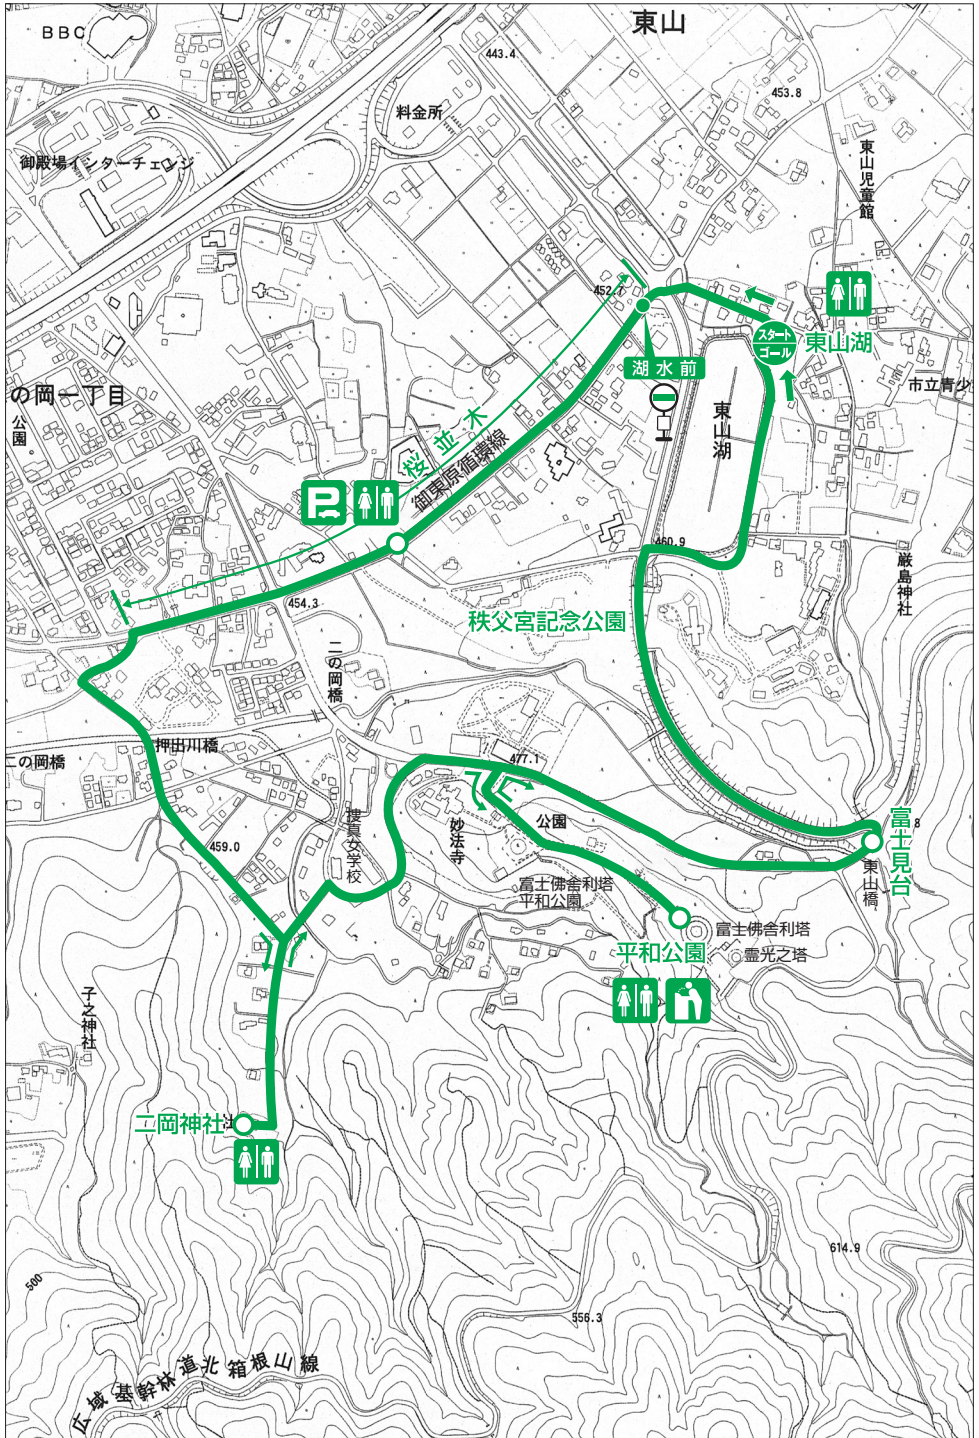 東山
BBC
443.4
453.8
料金所
御殿場インターチェンジ
東山児童館
452.7
スタート
ゴール
東山湖
湖水前
市立青少
の岡一丁目
公園
東山湖
桜並木
御東原循環線
P
460.9
厳島神社
454.3
秩父宮記念公園
二の岡橋
押出川橋
二の岡橋
477.1
捜真女学校
459.0
妙法寺
公園
富士見台
8
東山橋
富士佛舎利塔
平和公園
富士佛舎利塔
霊光之塔
平和公園
子之神社
二岡神社
614.9
500
556.3
広域基幹林道北箱根山線